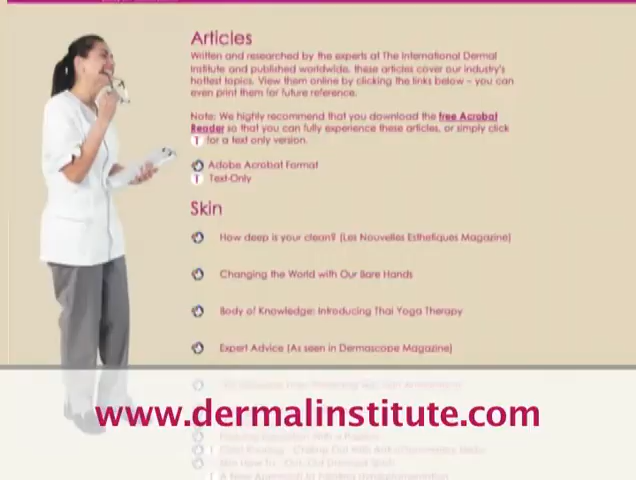 Articles
Written and researched by the experts at The International Dermal
Institute and published worldwide, these articles cover our industry's
hottest topics. View them online by clicking the links below – you can
even print them for future reference.
Note: We highly recommend that you download the free Acrobat
Reader so that you can fully experience these articles, or simply click
T for a text only version.
Adobe Acrobat Format
T Text-Only
Skin
How deep is your clean? (Les Nouvelles Esthetiques Magazine)
Changing the World with Our Bare Hands
Body of Knowledge: Introducing Thai Yoga Therapy
Expert Advice (As seen in Dermascope Magazine)
www.dermalinstitute.com